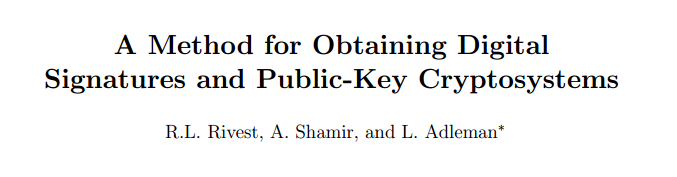 A Method for Obtaining Digital
Signatures and Public-Key Cryptosystems
R.L. Rivest, A. Shamir, and L. Adleman*